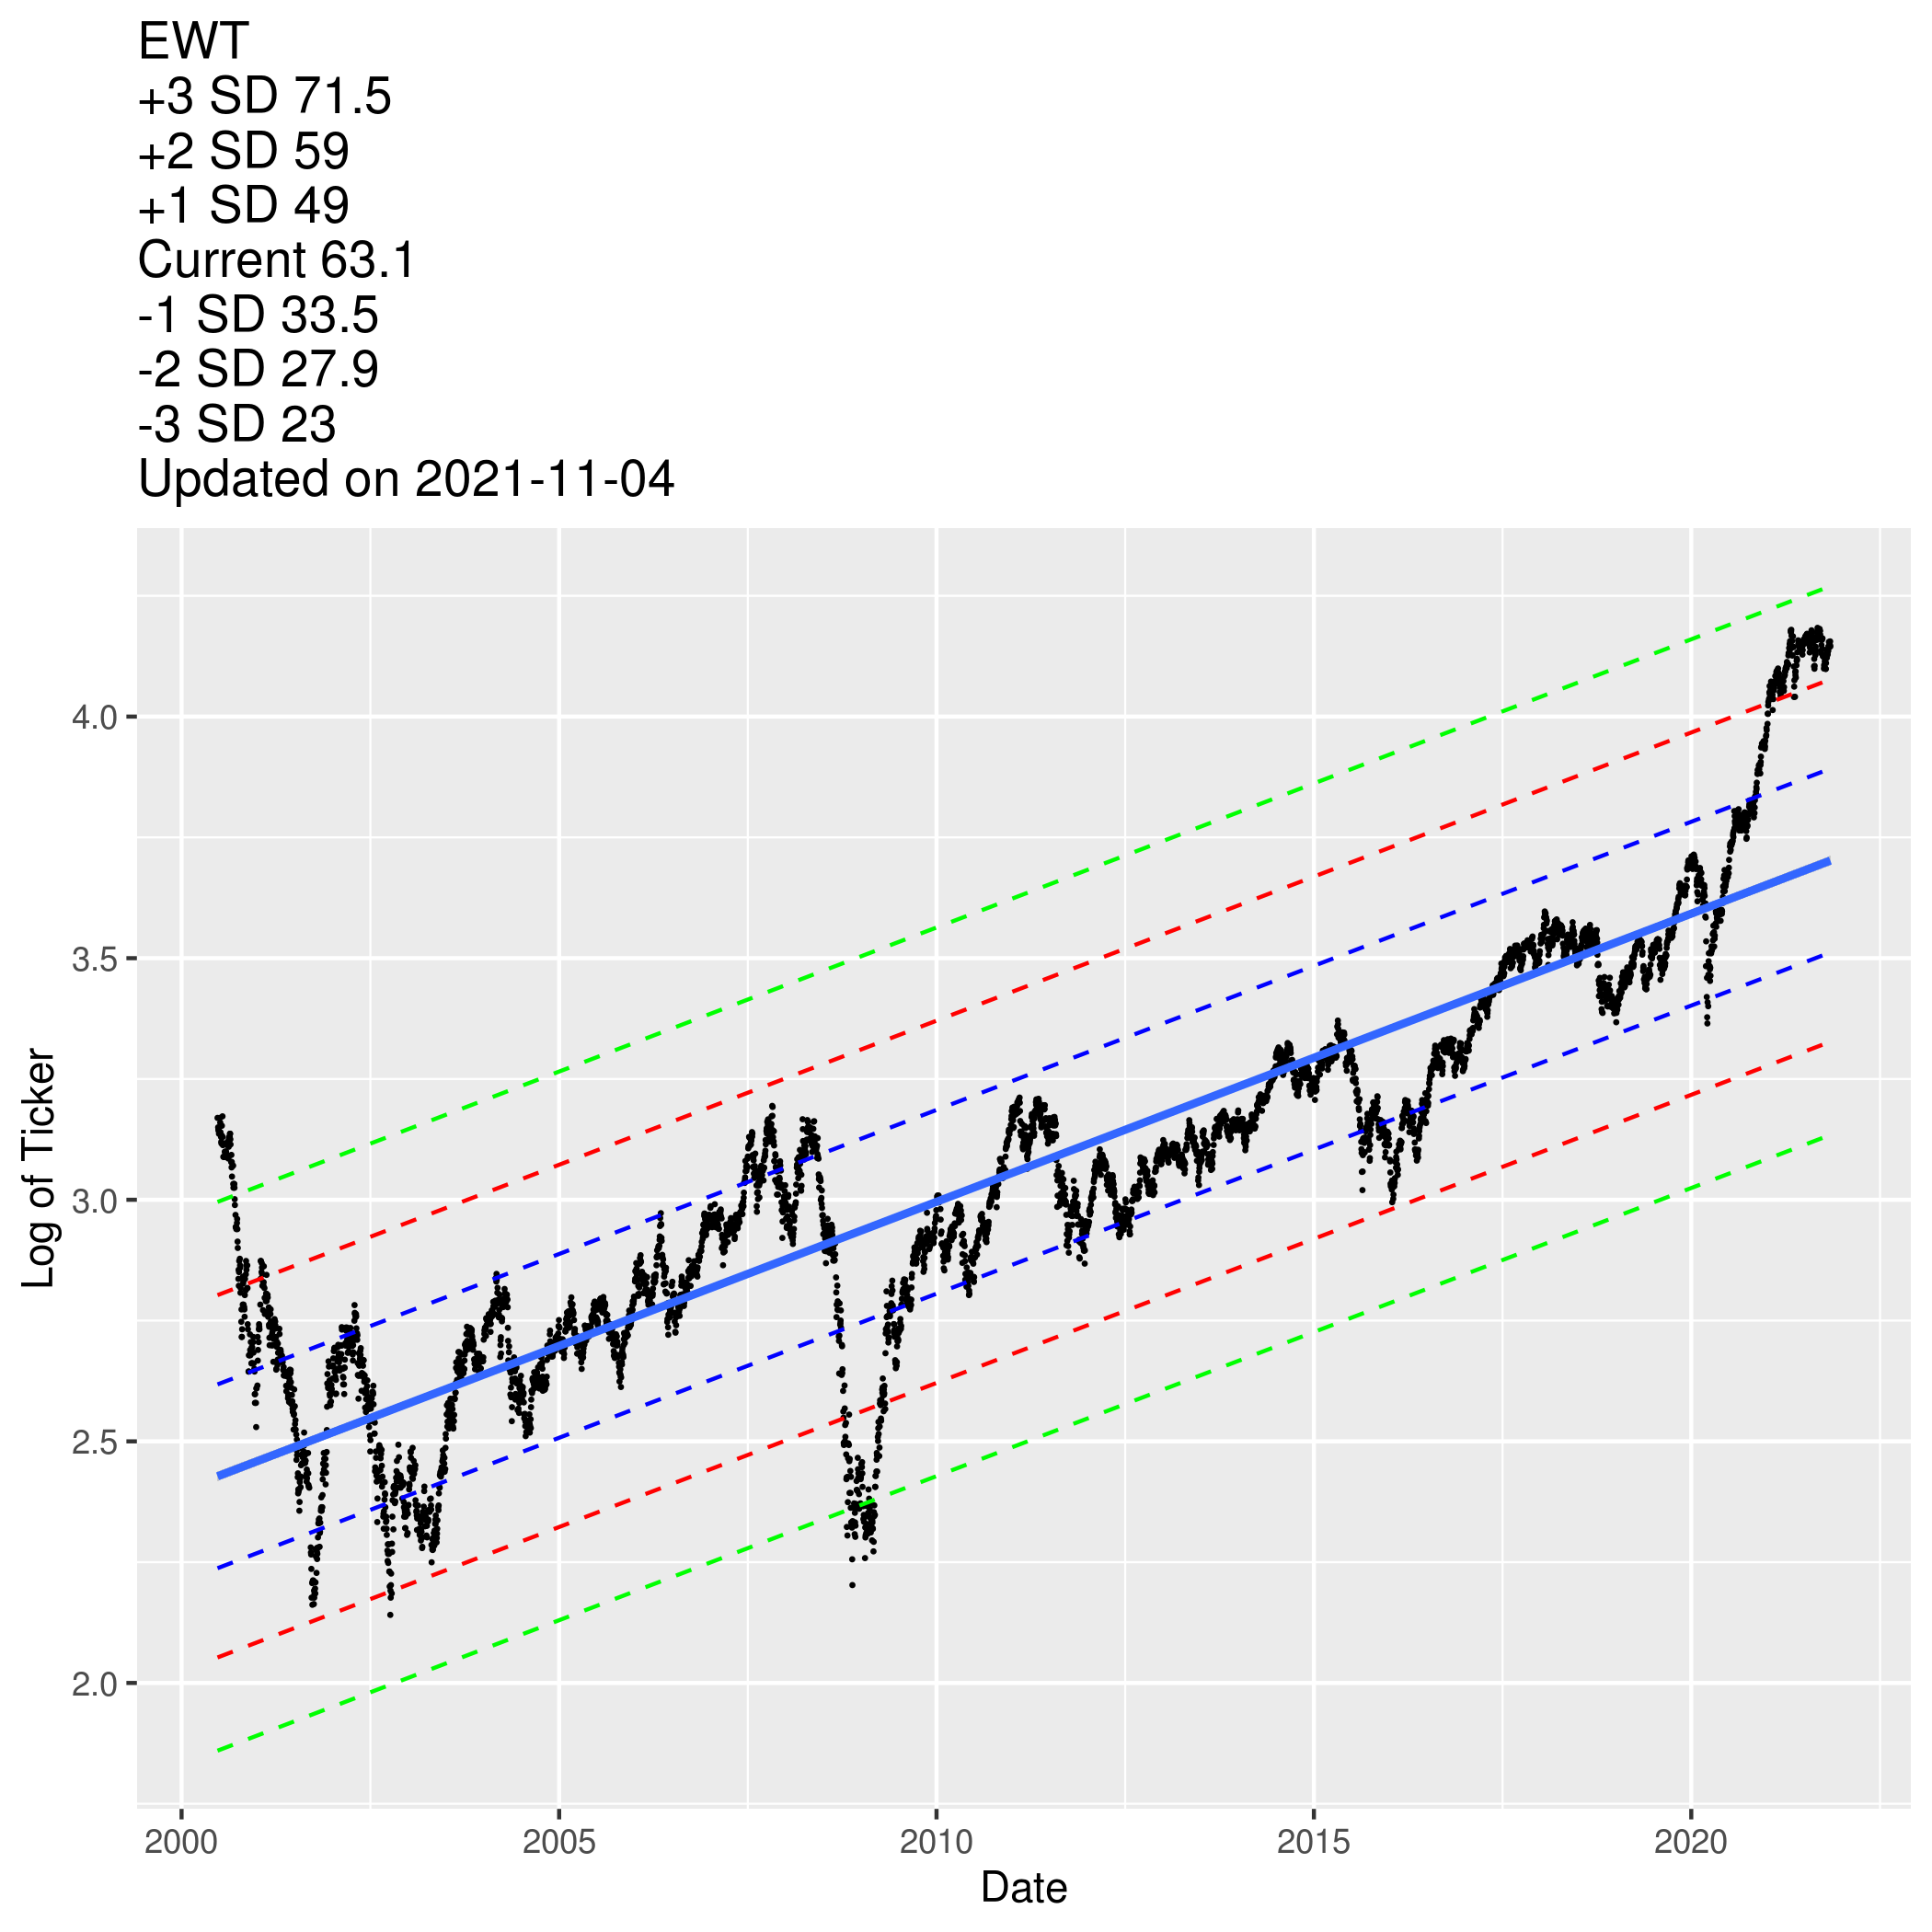 EWT
+3 SD 71.5
+2 SD 59
+1 SD 49
Current 63.1
-1 SD 33.5
-2 SD 27.9
-3 SD 23
Updated on 2021-11-04
4.0
3.5
3.0
2.5
2.0
Log of Ticker
2000 2005 2010 2015 2020
Date